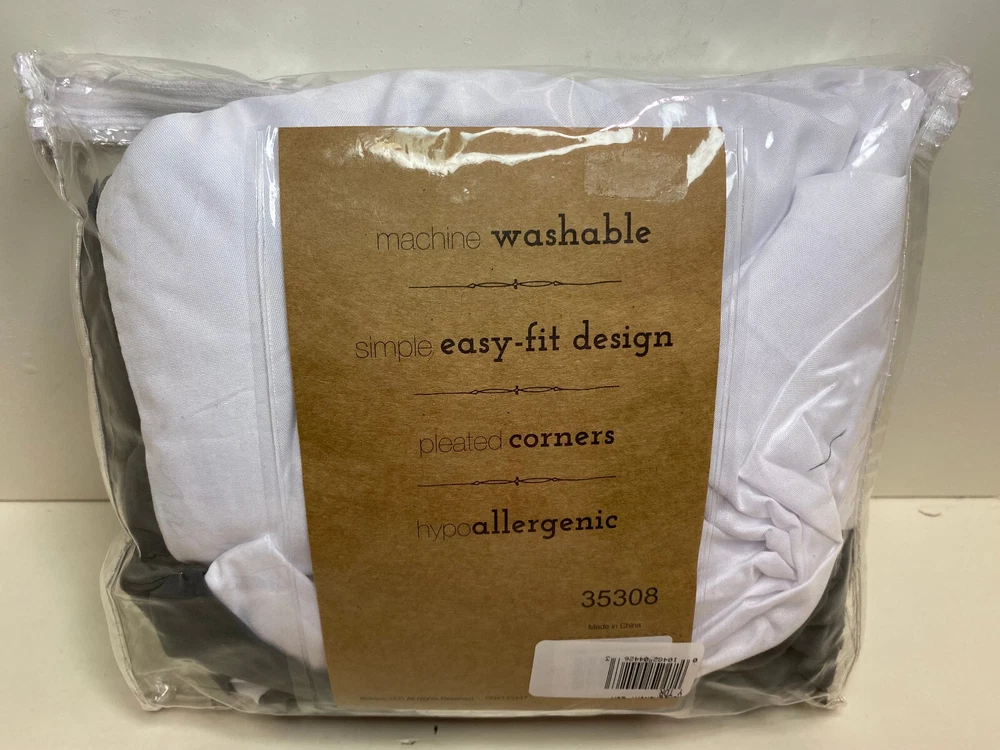 machine washable
simple easy-fit design
pleated corners
hypoallergenic
35308
Made in China